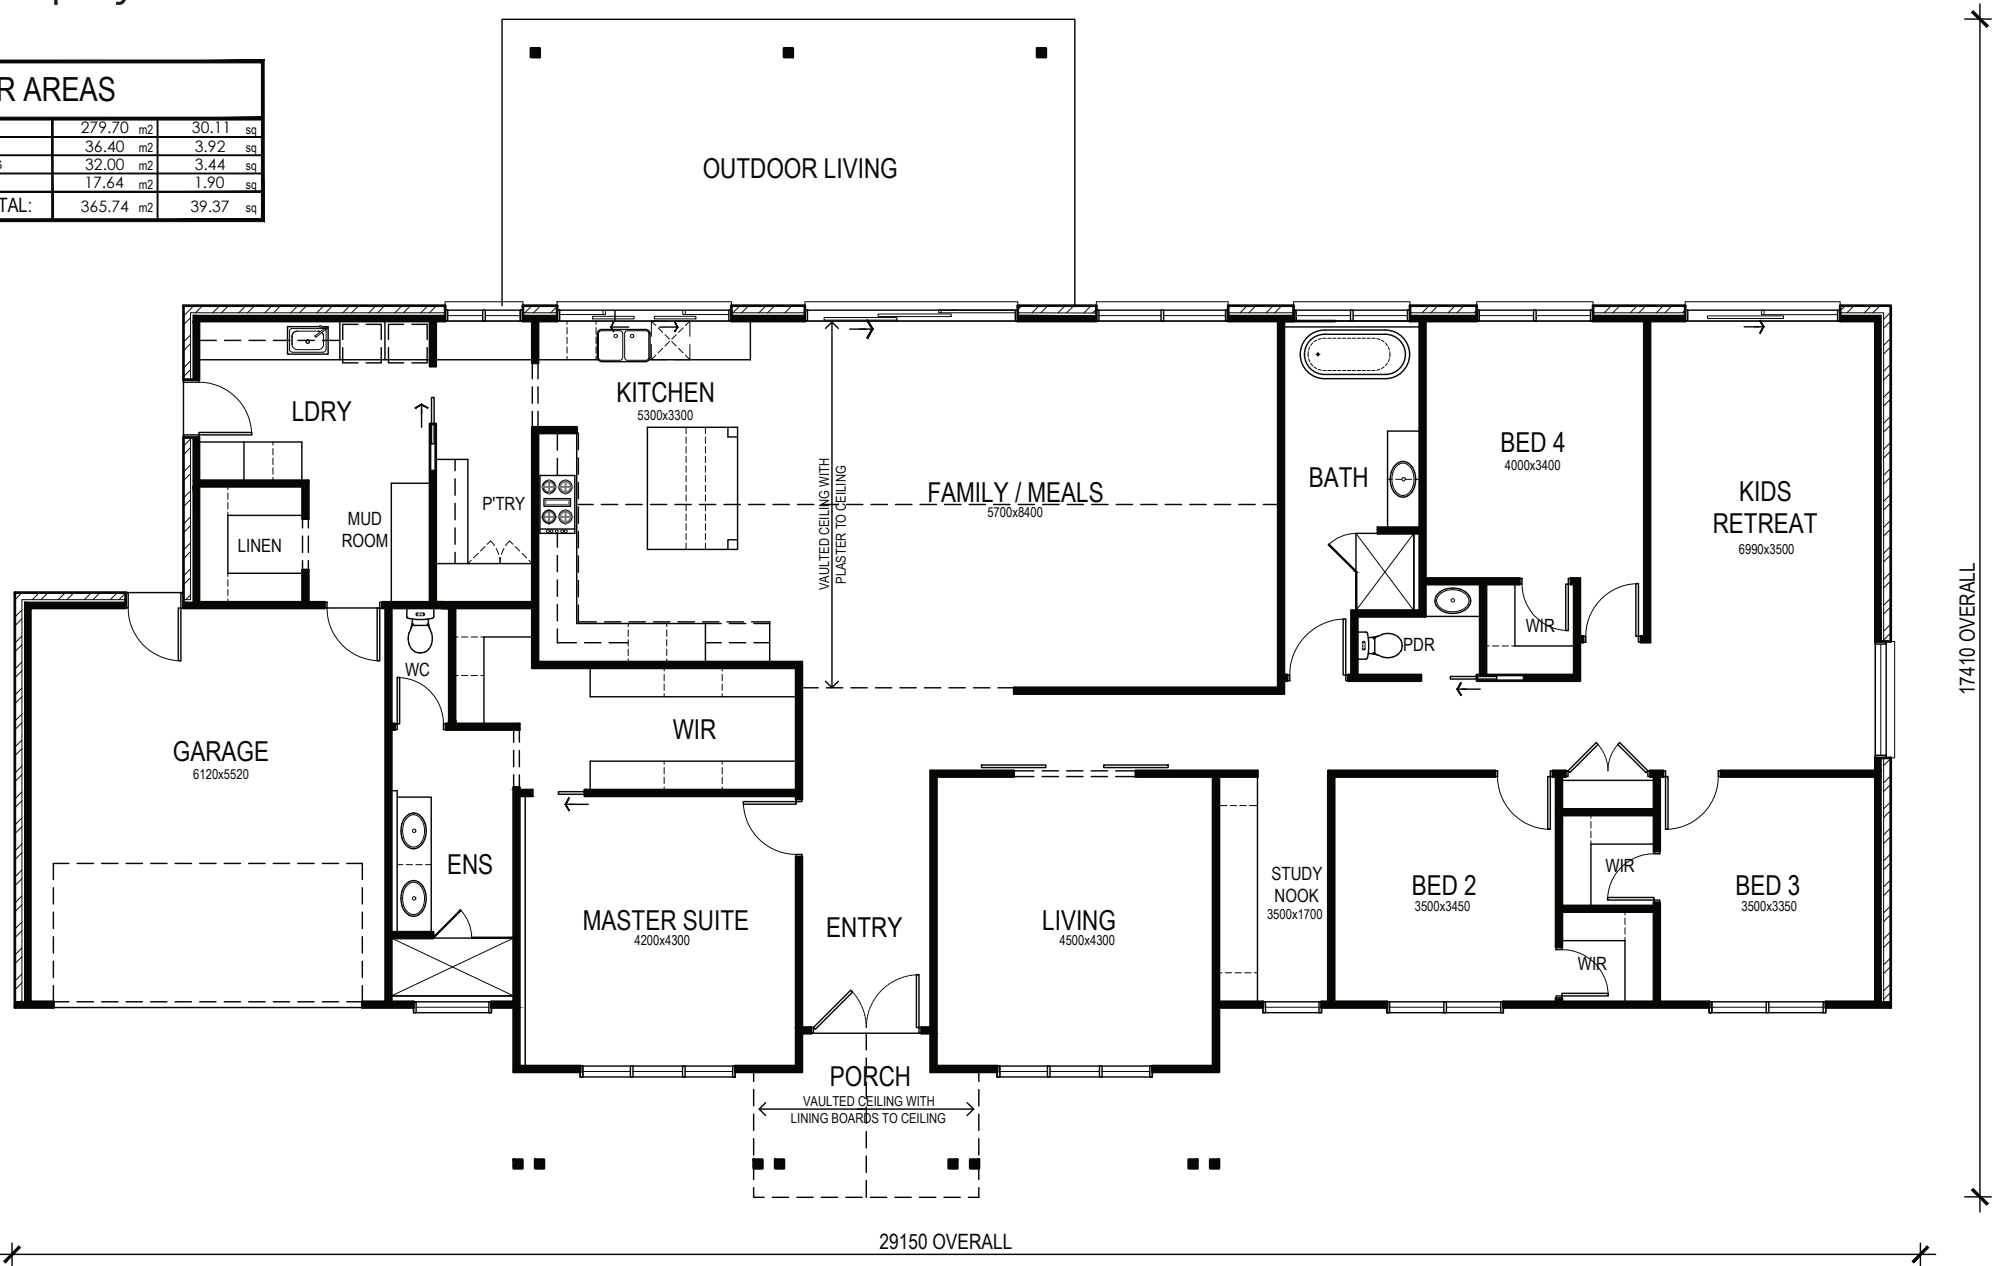 R AREAS
279.70 m2 30.11 sq
36.40 m2 3.92 sq
32.00 m2 3.44 sq
17.64 m2 1.90 sq
TAL: 365.74 m2 39.37 sq
OUTDOOR LIVING
LDRY
KITCHEN
5300x3300
VAULTED CEILING WITH
PLASTER TO CEILING
FAMILY / MEALS
5700x8400
BATH
BED 4
4000x3400
KIDS
RETREAT
6990x3500
P'TRY
MUD
ROOM
LINEN
WIR
PDR
WC
17410 OVERALL
WIR
GARAGE
6120x5520
ENS
MASTER SUITE
4200x4300
ENTRY
LIVING
4500x4300
STUDY
NOOK
3500x1700
BED 2
3500x3450
WIR
BED 3
3500x3350
WIR
PORCH
VAULTED CEILING WITH
LINING BOARDS TO CEILING
29150 OVERALL